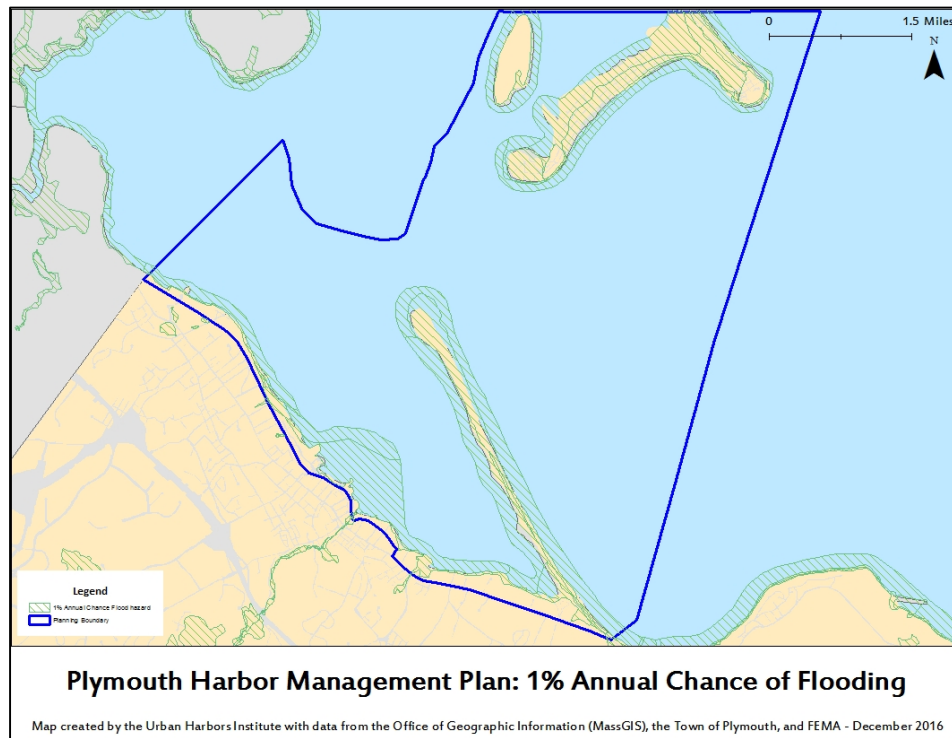 0 1.5 Miles
N
Legend
1% Annual Chance Flood hazard
Planning Boundary
Plymouth Harbor Management Plan: 1% Annual Chance of Flooding
Map created by the Urban Harbors Institute with data from the Office of Geographic Information (MassGIS), the Town of Plymouth, and FEMA - December 2016